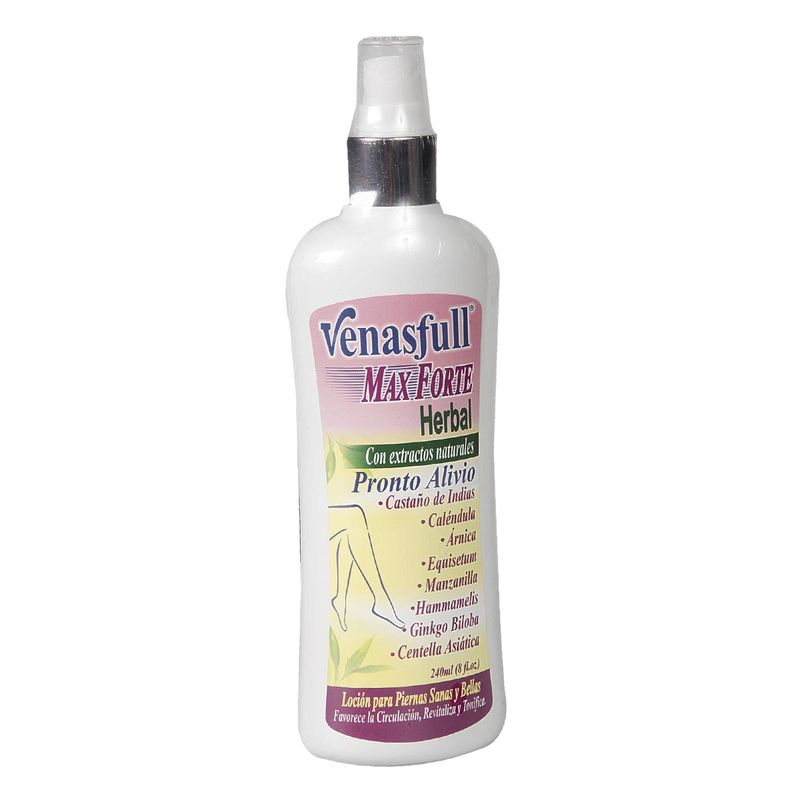 Venasfull®
MAX FORTE
Herbal
Con extractos naturales
Pronto Alivio
•Castaño de Indias
•Caléndula
•Árnica
•Equisetum
•Manzanilla
•Hammamelis
•Ginkgo Biloba
•Centella Asiática
240ml (8 fl.oz.)
Loción para Piernas Sanas y Bellas
Favorece la Circulación, Revitaliza y Tonifica.